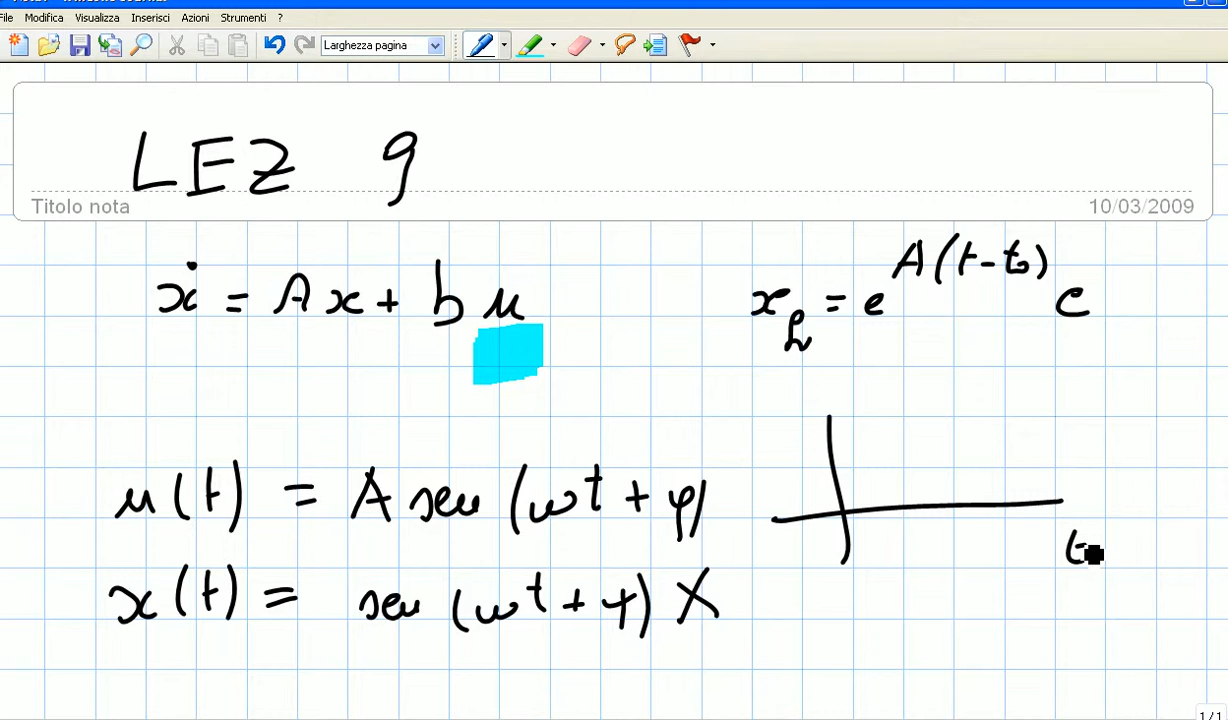 File Modifica Visualizza Inserisci Azioni Strumenti ?
Larghezza pagina
LEZ 9
Titolo nota 10/03/2009
ẋ = Ax + bu
x_h = e^{A(t-t₀)} c
u(t) = A sen (ωt + φ)
x(t) = sen (ωt + ψ) X
t
1/1